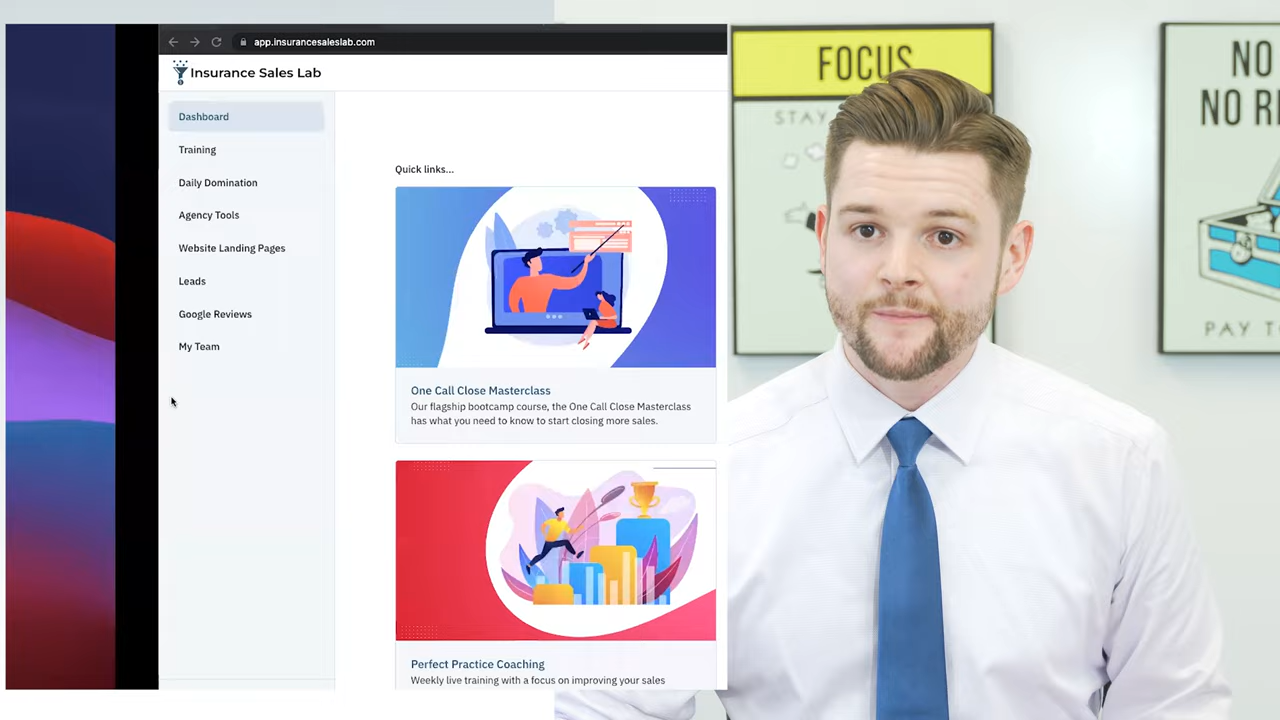 app.insurancesaleslab.com
Insurance Sales Lab
Dashboard
Training
Daily Domination
Agency Tools
Website Landing Pages
Leads
Google Reviews
My Team
Quick links...
One Call Close Masterclass
Our flagship bootcamp course, the One Call Close Masterclass
has what you need to know to start closing more sales.
Perfect Practice Coaching
Weekly live training with a focus on improving your sales
FOCUS
STAY
NO
NO
PAY